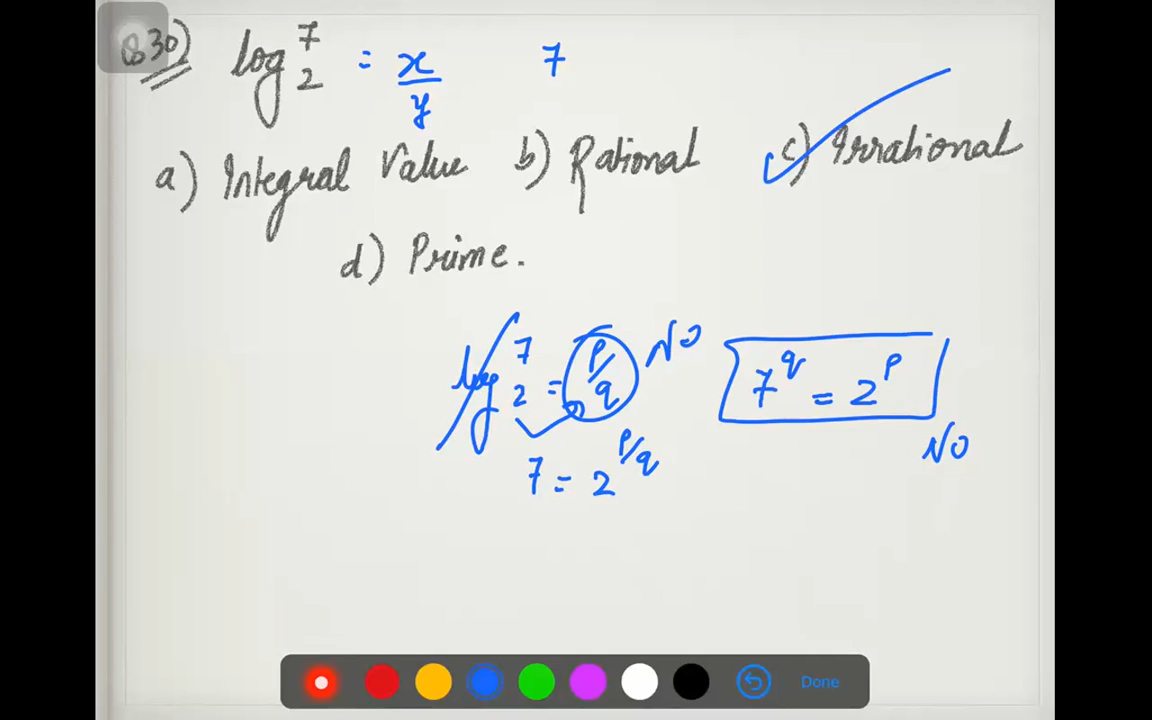 Q30) log 7 2 = x/y 7
a) Integral Value b) Rational c) Irrational
d) Prime.
log 7 2 = p/q NO 7^q = 2^p NO
7 = 2^p/q
Done